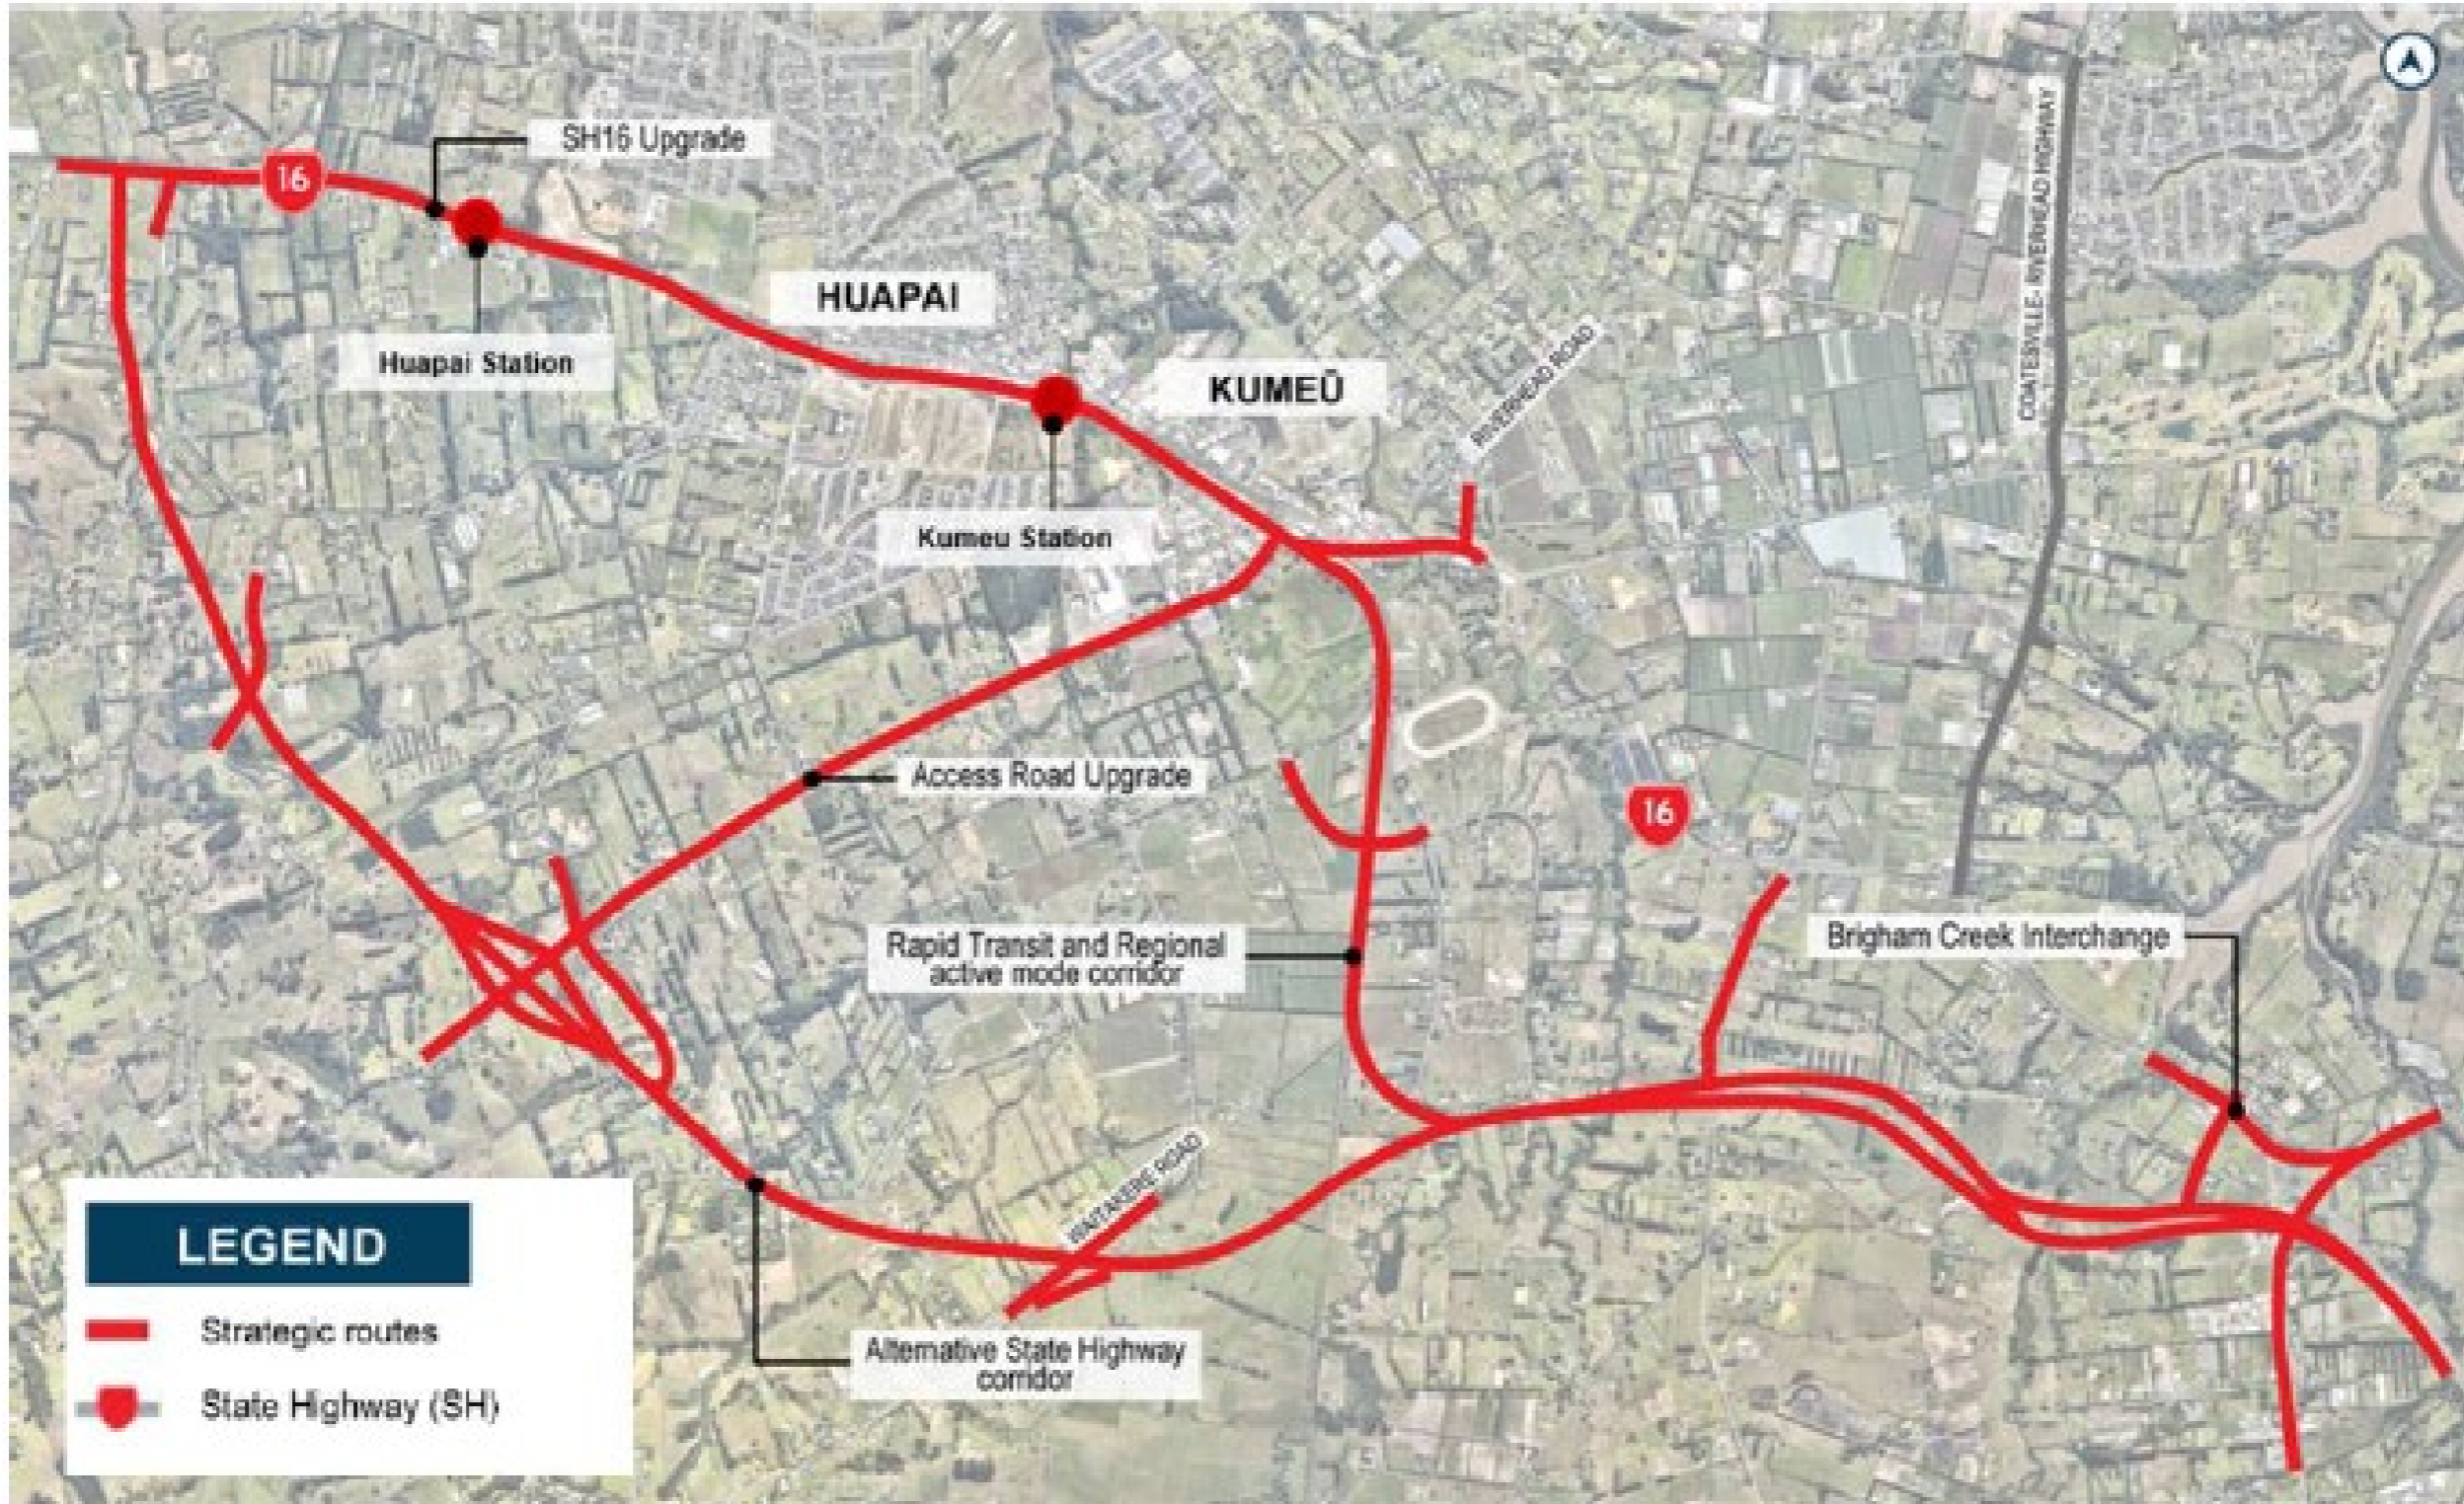 SH16 Upgrade
16
Huapai Station
HUAPAI
KUMEŪ
Kumeu Station
RIVERHEAD ROAD
COATESVILLE- RIVERHEAD HIGHWAY
Access Road Upgrade
16
Rapid Transit and Regional
active mode corridor
Brigham Creek Interchange
WAITAKERE ROAD
Alternative State Highway
corridor
LEGEND
Strategic routes
State Highway (SH)